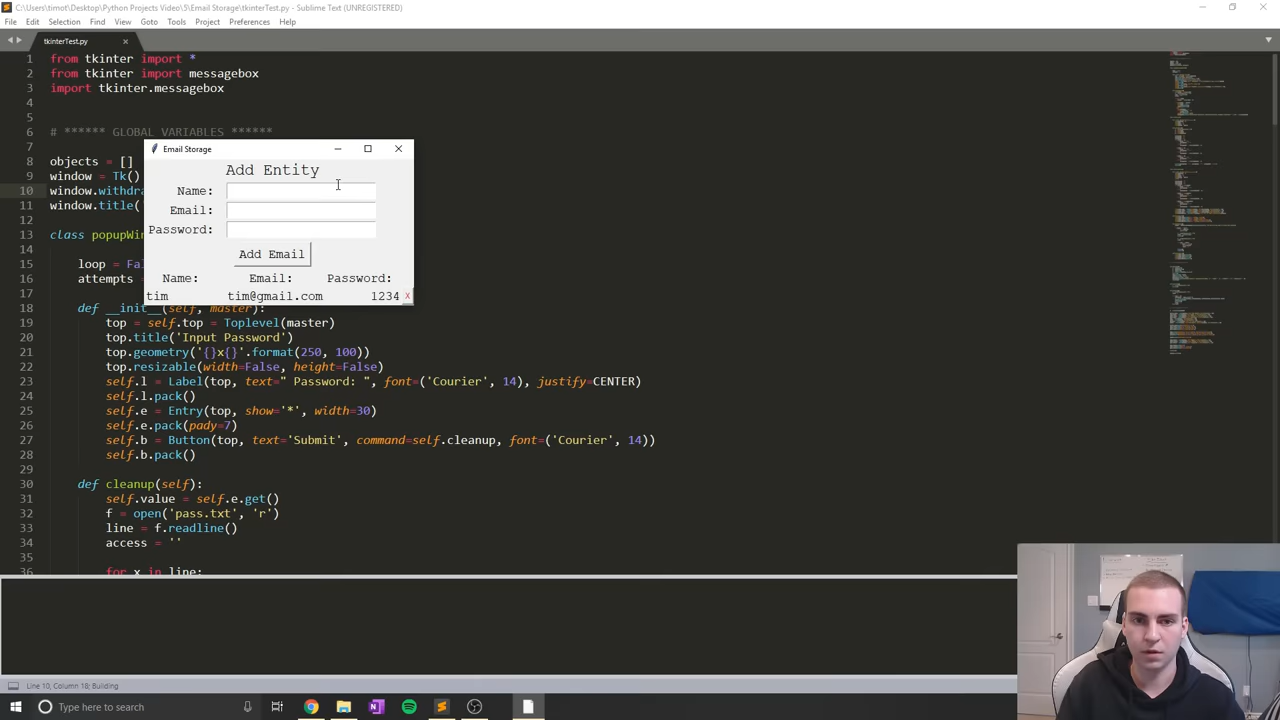 C:\Users\timot\Desktop\Python Projects Video\5\Email Storage\tkinterTest.py - Sublime Text (UNREGISTERED)
File Edit Selection Find View Goto Tools Project Preferences Help
tkinterTest.py
1 from tkinter import *
2 from tkinter import messagebox
3 import tkinter.messagebox
4
5
6 # ****** GLOBAL VARIABLES ******
7
8 objects = []
9 window = Tk()
10 window.withdra
11 window.title('
12
13 class popupWin
14
15 loop = Fal
16 attempts
Email Storage
Add Entity
Name:
Email:
Password:
Add Email
Name: Email: Password:
tim tim@gmail.com 1234 X
18 def __init__(self, master):
19 top = self.top = Toplevel(master)
20 top.title('Input Password')
21 top.geometry('{}x{}'.format(250, 100))
22 top.resizable(width=False, height=False)
23 self.l = Label(top, text=" Password: ", font=('Courier', 14), justify=CENTER)
24 self.l.pack()
25 self.e = Entry(top, show='*', width=30)
26 self.e.pack(pady=7)
27 self.b = Button(top, text='Submit', command=self.cleanup, font=('Courier', 14))
28 self.b.pack()
29
30 def cleanup(self):
31 self.value = self.e.get()
32 f = open('pass.txt', 'r')
33 line = f.readline()
34 access = ''
35
36 for x in line:
Line 10, Column 18; Building
Type here to search